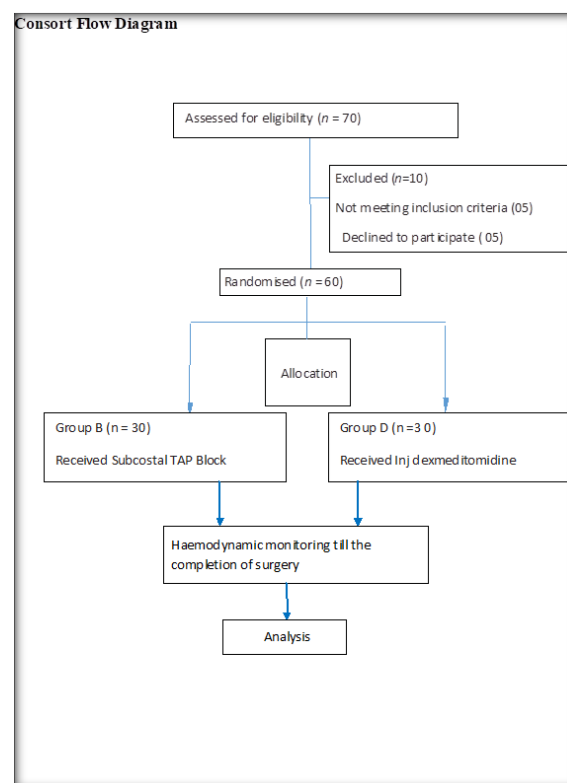 Consort Flow Diagram
Assessed for eligibility (n = 70)
Excluded (n=10)
Not meeting inclusion criteria (05)
Declined to participate ( 05)
Randomised (n = 60)
Allocation
Group B (n = 30)
Received Subcostal TAP Block
Group D (n =3 0)
Received Inj dexmeditomidine
Haemodynamic monitoring till the
completion of surgery
Analysis